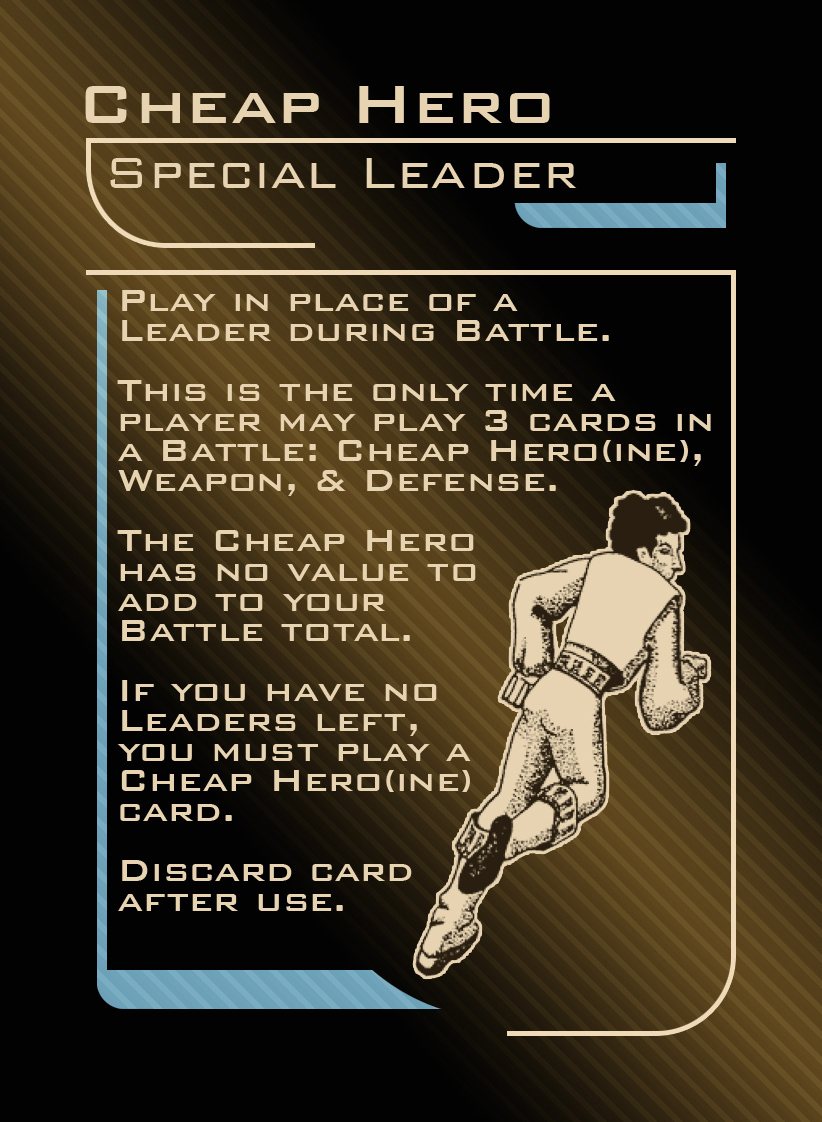 Cheap Hero
Special Leader
Play in place of a
Leader during Battle.
This is the only time a
player may play 3 cards in
a Battle: Cheap Hero(ine),
Weapon, & Defense.
The Cheap Hero
has no value to
add to your
Battle total.
If you have no
Leaders left,
you must play a
Cheap Hero(ine)
card.
Discard card
after use.